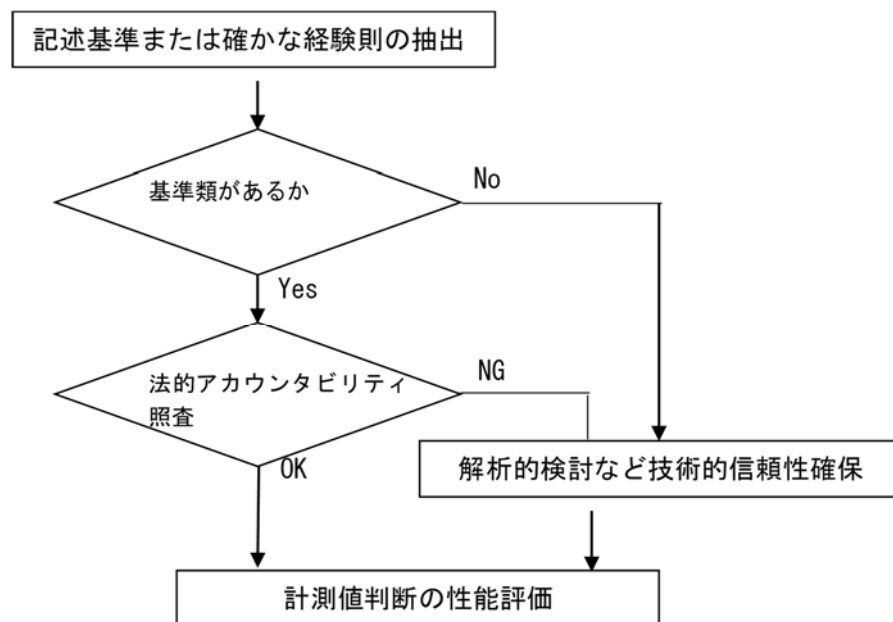 記述基準または確かな経験則の抽出
基準類があるか
No
Yes
法的アカウンタビリティ
照査
NG
OK
解析的検討など技術的信頼性確保
計測値判断の性能評価